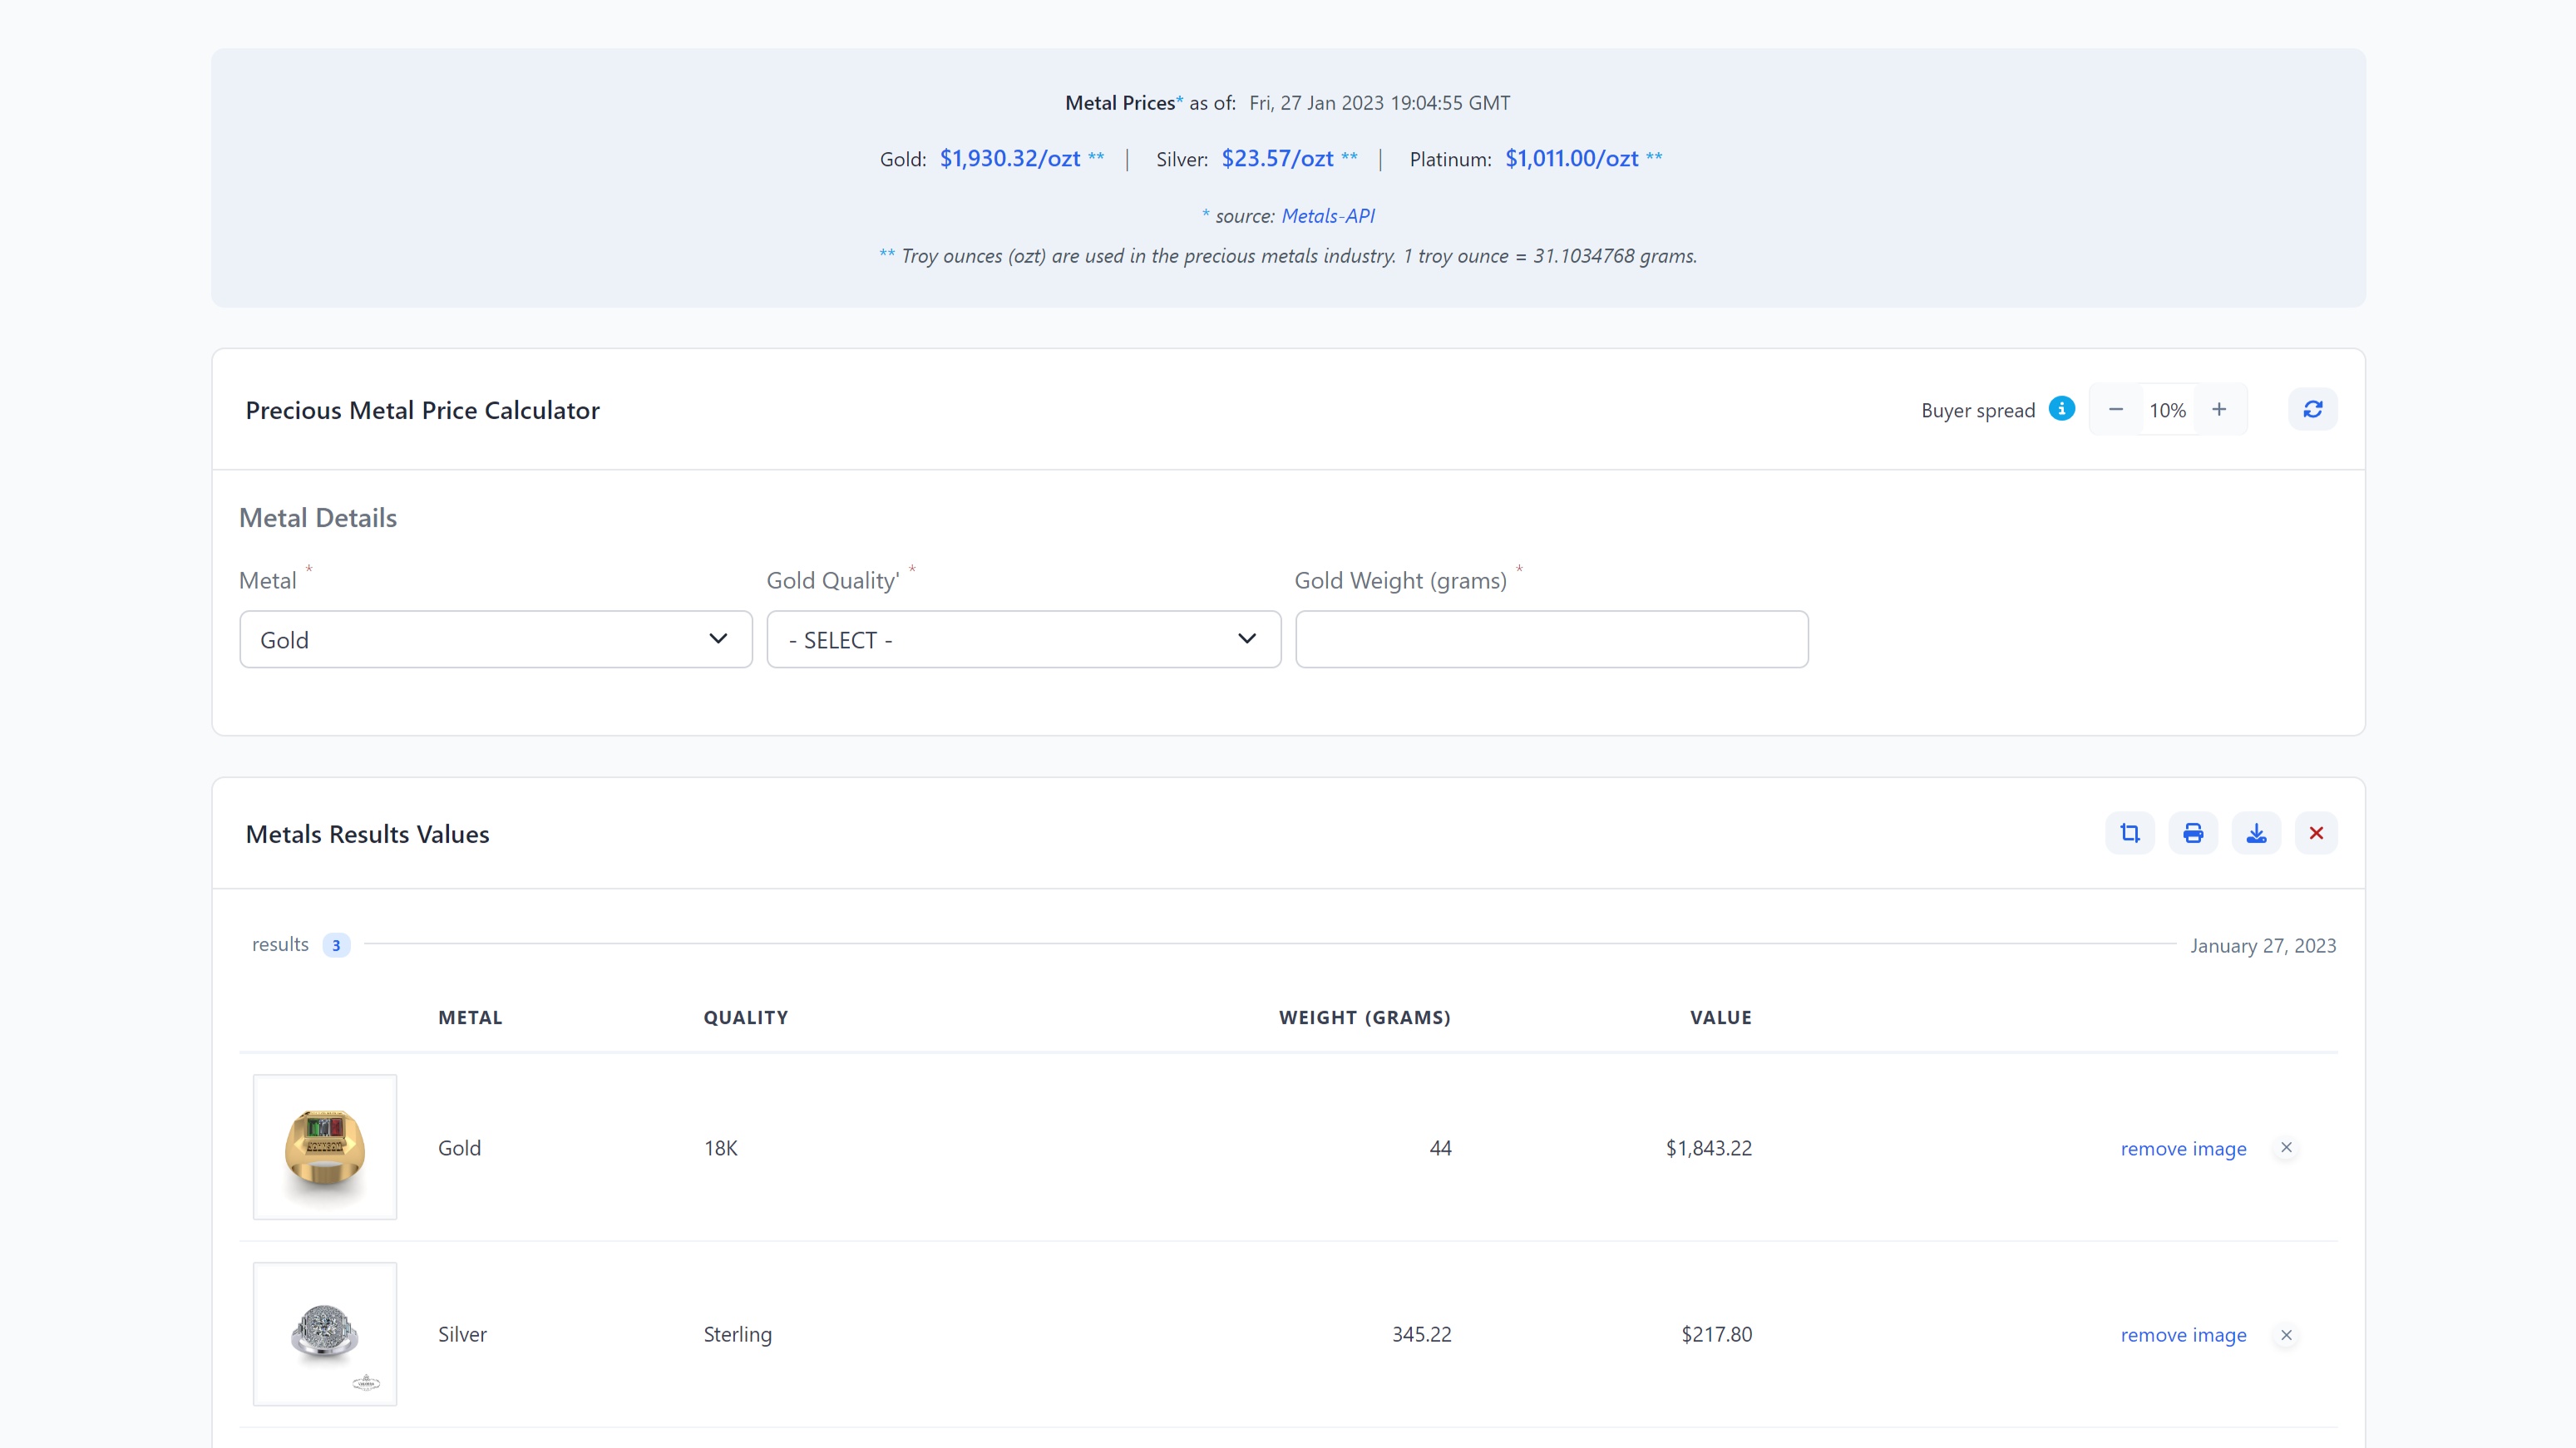 Metal Prices* as of: Fri, 27 Jan 2023 19:04:55 GMT
Gold: $1,930.32/ozt ** | Silver: $23.57/ozt ** | Platinum: $1,011.00/ozt **
* source: Metals-API
** Troy ounces (ozt) are used in the precious metals industry. 1 troy ounce = 31.1034768 grams.
Precious Metal Price Calculator Buyer spread i − 10% +
Metal Details
Metal * Gold Quality' * Gold Weight (grams) *
Gold - SELECT -
Metals Results Values
results 3 January 27, 2023
METAL QUALITY WEIGHT (GRAMS) VALUE
Gold 18K 44 $1,843.22 remove image ×
Silver Sterling 345.22 $217.80 remove image ×